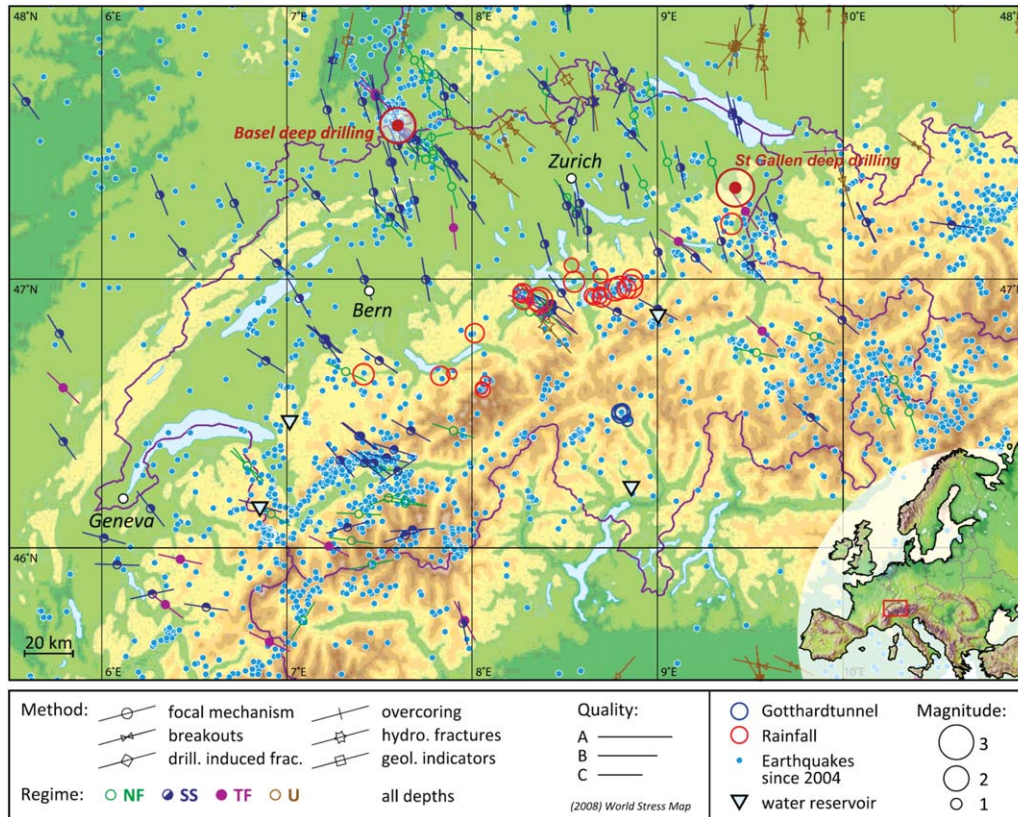 48°N 7°E 8°E 9°E 10°E 48°N
Basel deep drilling
Zurich
St Gallen deep drilling
47°N 47°N
Bern
Geneva
46°N
20 km
6°E 7°E 8°E 9°E 10°E
Method:
focal mechanism
overcoring
breakouts
hydro. fractures
drill. induced frac.
geol. indicators
Regime: NF SS TF U all depths
Quality:
A
B
C
(2008) World Stress Map
Gotthardtunnel
Rainfall
Earthquakes
since 2004
water reservoir
Magnitude:
3
2
1